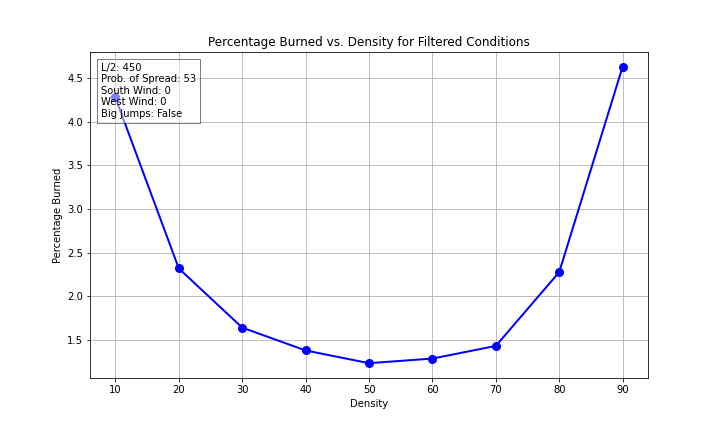 Percentage Burned vs. Density for Filtered Conditions
L/2: 450
Prob. of Spread: 53
South Wind: 0
West Wind: 0
Big Jumps: False
Percentage Burned
4.5
4.0
3.5
3.0
2.5
2.0
1.5
10 20 30 40 50 60 70 80 90
Density